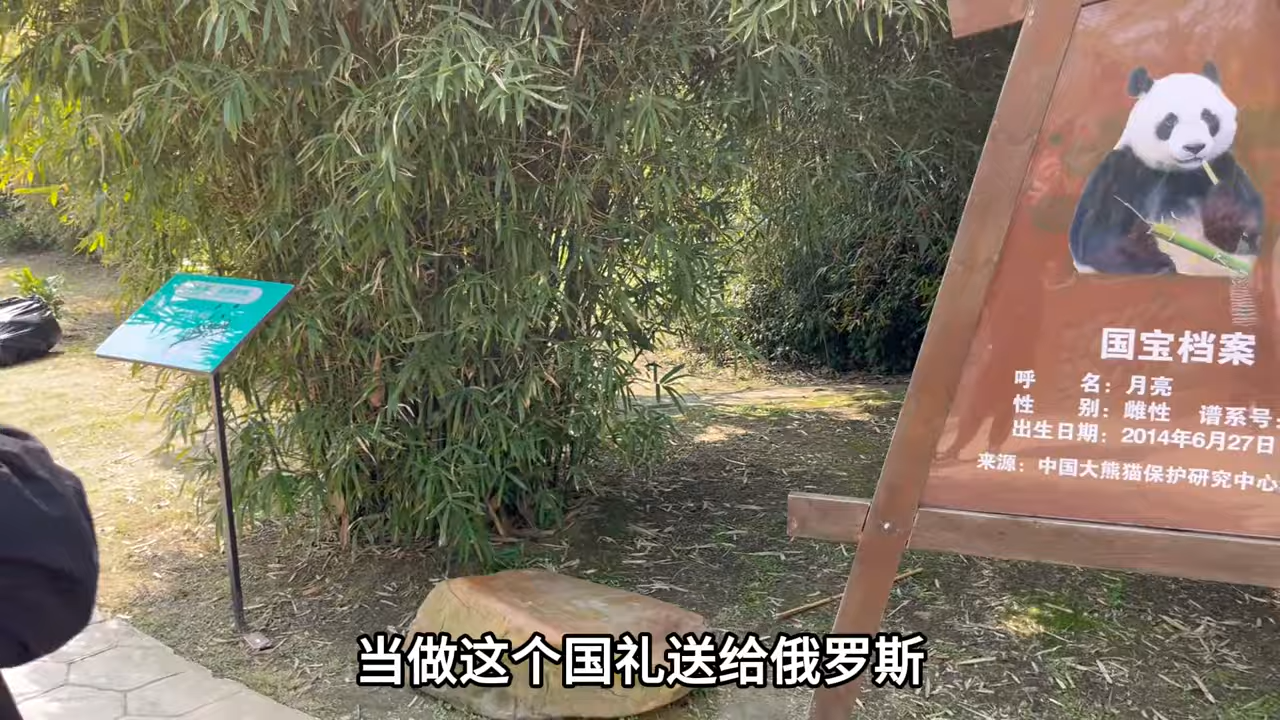 国宝档案
呼 名：月亮
性 别：雌性 谱系号：
出生日期：2014年6月27日
来源：中国大熊猫保护研究中心
当做这个国礼送给俄罗斯